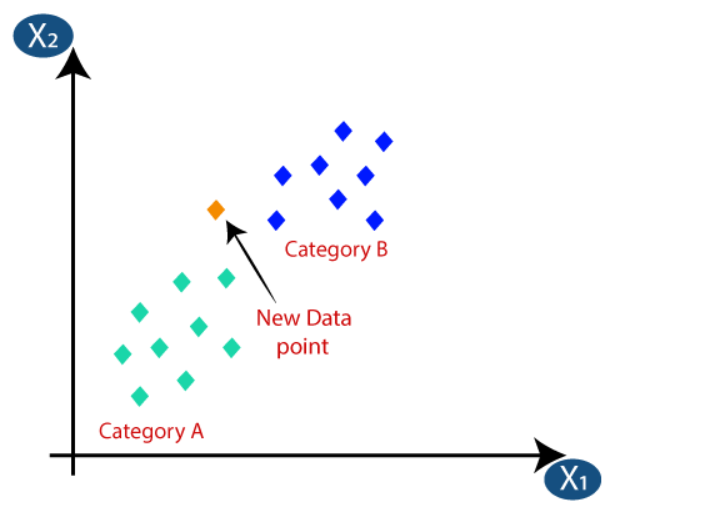 X₂
Category B
New Data
point
Category A
X₁